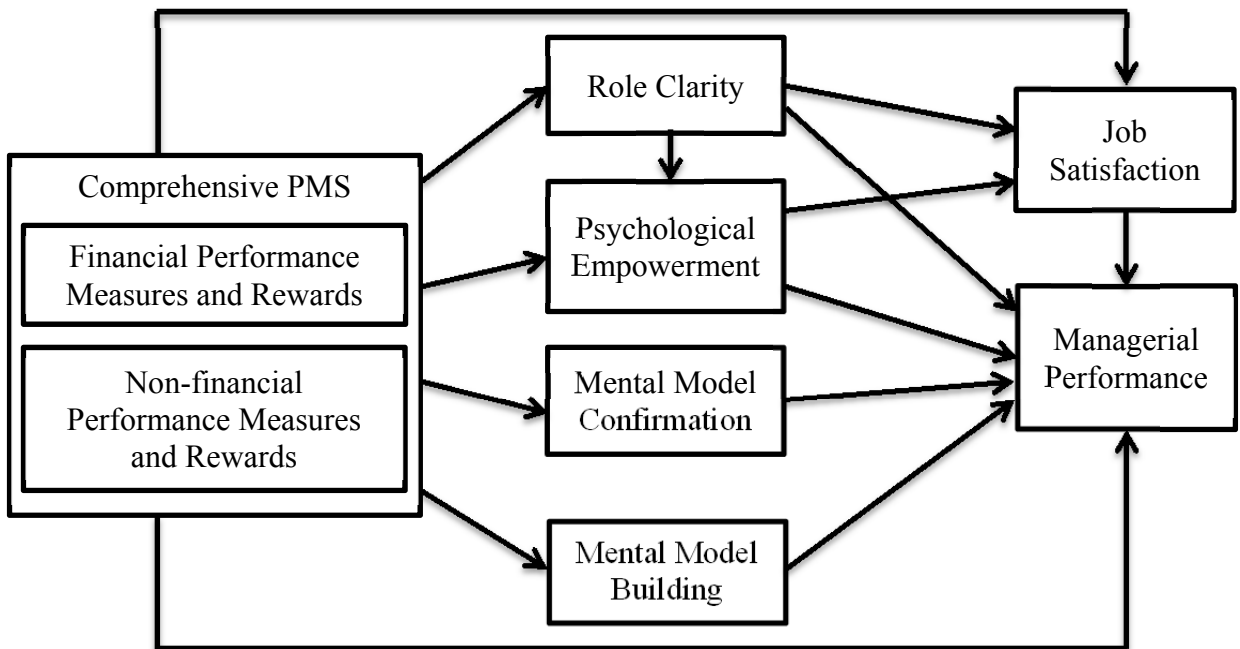 Role Clarity
Job
Satisfaction
Comprehensive PMS
Financial Performance
Measures and Rewards
Psychological
Empowerment
Managerial
Performance
Non-financial
Performance Measures
and Rewards
Mental Model
Confirmation
Mental Model
Building